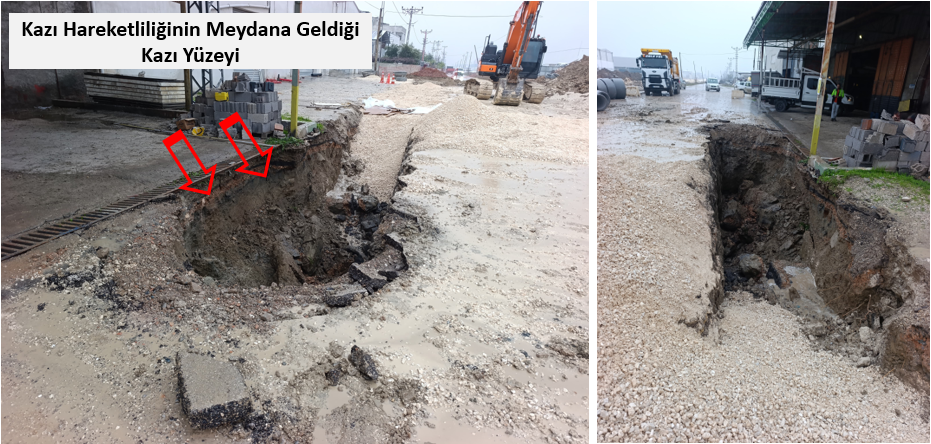 Kazı Hareketliliğinin Meydana Geldiği
Kazı Yüzeyi